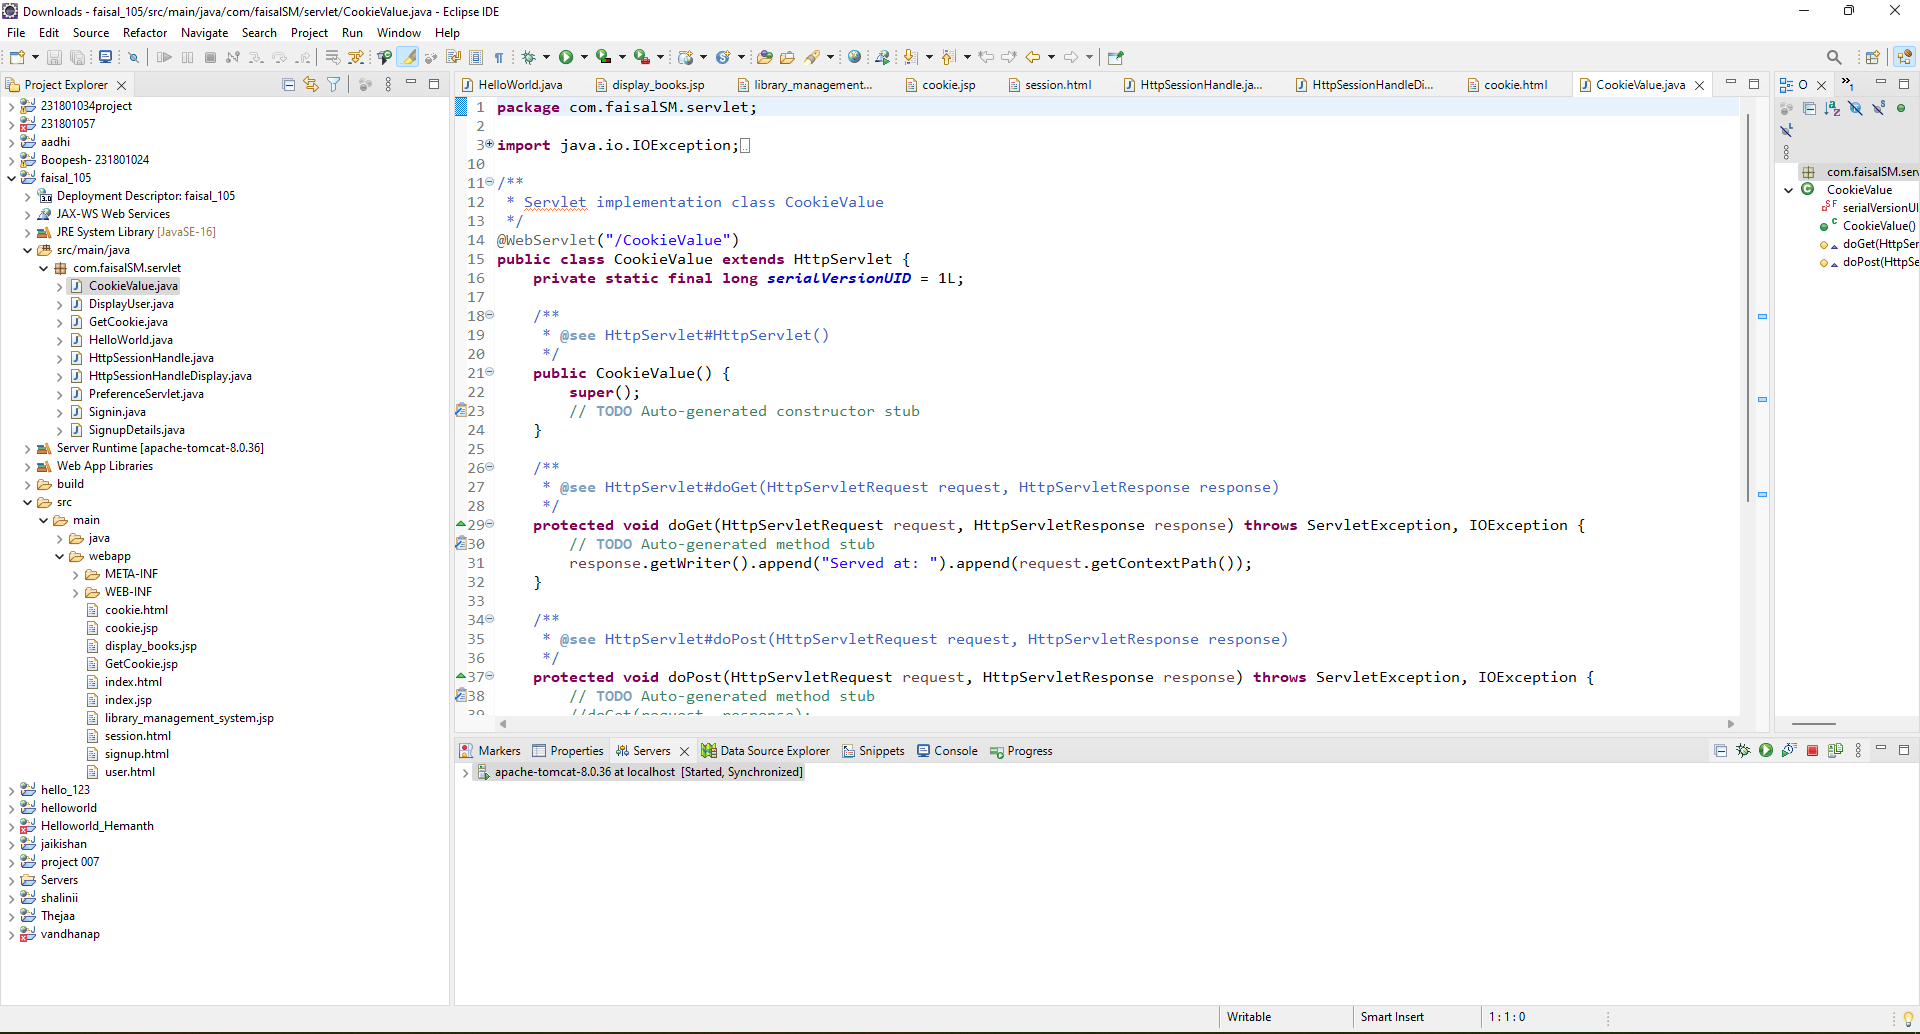 Downloads - faisal_105/src/main/java/com/faisalSM/servlet/CookieValue.java - Eclipse IDE
File Edit Source Refactor Navigate Search Project Run Window Help
Project Explorer
231801034project
231801057
aadhi
Boopesh- 231801024
faisal_105
Deployment Descriptor: faisal_105
JAX-WS Web Services
JRE System Library [JavaSE-16]
src/main/java
com.faisalSM.servlet
CookieValue.java
DisplayUser.java
GetCookie.java
HelloWorld.java
HttpSessionHandle.java
HttpSessionHandleDisplay.java
PreferenceServlet.java
Signin.java
SignupDetails.java
Server Runtime [apache-tomcat-8.0.36]
Web App Libraries
build
src
main
java
webapp
META-INF
WEB-INF
cookie.html
cookie.jsp
display_books.jsp
GetCookie.jsp
index.html
index.jsp
library_management_system.jsp
session.html
signup.html
user.html
hello_123
helloworld
Helloworld_Hemanth
jaikishan
project 007
Servers
shalinii
Thejaa
vandhanap
HelloWorld.java display_books.jsp library_management... cookie.jsp session.html HttpSessionHandle.ja... HttpSessionHandleDi... cookie.html CookieValue.java
1 package com.faisalSM.servlet;
2
3 import java.io.IOException;
10
11 /**
12 * Servlet implementation class CookieValue
13 */
14 @WebServlet("/CookieValue")
15 public class CookieValue extends HttpServlet {
16 private static final long serialVersionUID = 1L;
17
18 /**
19 * @see HttpServlet#HttpServlet()
20 */
21 public CookieValue() {
22 super();
23 // TODO Auto-generated constructor stub
24 }
25
26 /**
27 * @see HttpServlet#doGet(HttpServletRequest request, HttpServletResponse response)
28 */
29 protected void doGet(HttpServletRequest request, HttpServletResponse response) throws ServletException, IOException {
30 // TODO Auto-generated method stub
31 response.getWriter().append("Served at: ").append(request.getContextPath());
32 }
33
34 /**
35 * @see HttpServlet#doPost(HttpServletRequest request, HttpServletResponse response)
36 */
37 protected void doPost(HttpServletRequest request, HttpServletResponse response) throws ServletException, IOException {
38 // TODO Auto-generated method stub
39 //doGet(request, response);
O
com.faisalSM.serv
CookieValue
serialVersionUI
CookieValue()
doGet(HttpSer
doPost(HttpSe
Markers Properties Servers Data Source Explorer Snippets Console Progress
apache-tomcat-8.0.36 at localhost [Started, Synchronized]
Writable Smart Insert 1 : 1 : 0